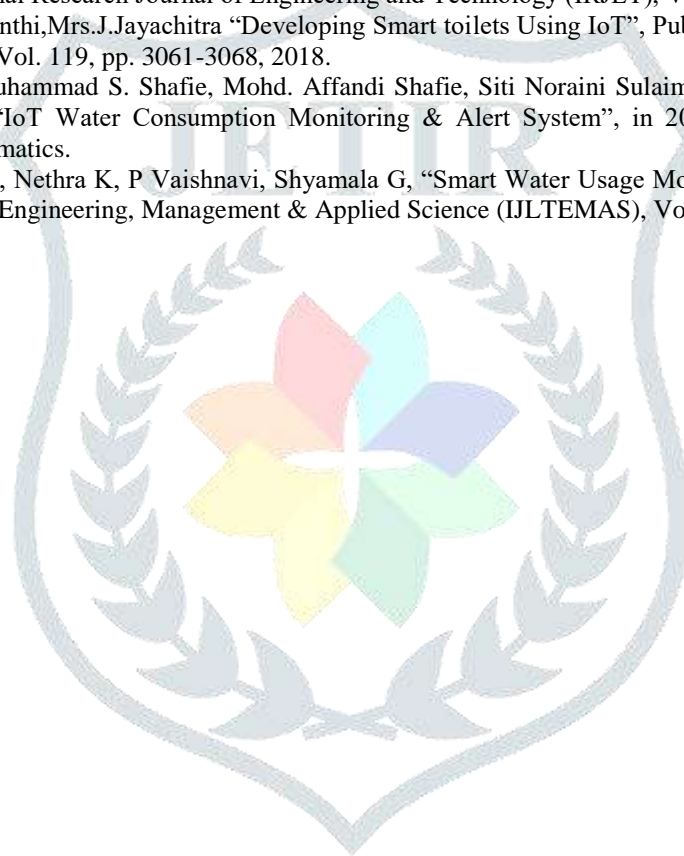 Research Journal of Engineering and Technology (IRJET), V
nthi,Mrs.J.Jayachitra “Developing Smart toilets Using IoT”, Pub
Vol. 119, pp. 3061-3068, 2018.
uhammad S. Shafie, Mohd. Affandi Shafie, Siti Noraini Sulaim
“IoT Water Consumption Monitoring & Alert System”, in 20
matics.
, Nethra K, P Vaishnavi, Shyamala G, “Smart Water Usage Mo
Engineering, Management & Applied Science (IJLTEMAS), Vo
JETIR